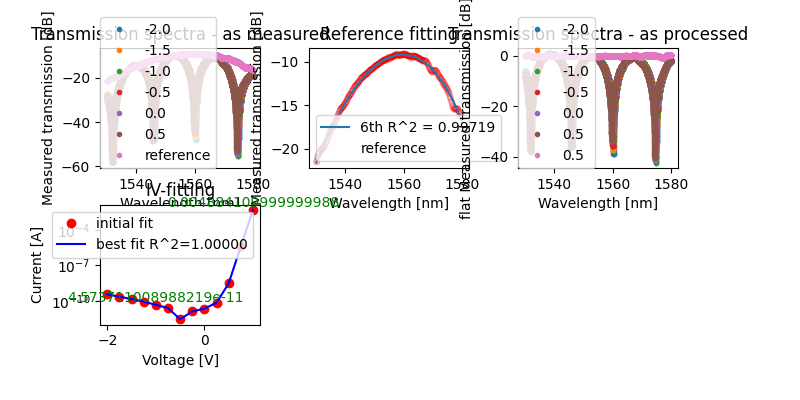 Transmission spectra - as measured
Reference fitting
Transmission spectra - as processed
Measured transmission [dB]
-2.0
-1.5
-1.0
-0.5
0.0
0.5
reference
−20
−40
−60
1540
1560
1580
Wavelength [nm]
Measured transmission [dB]
−10
−15
−20
6th R^2 = 0.99719
reference
1540
1560
1580
Wavelength [nm]
flat Measured transmission [dB]
-2.0
-1.5
-1.0
-0.5
0.0
0.5
0
−20
−40
1540
1560
1580
Wavelength [nm]
IV-fitting
initial fit
best fit R^2=1.00000
Current [A]
10−4
10−7
−2
0
Voltage [V]